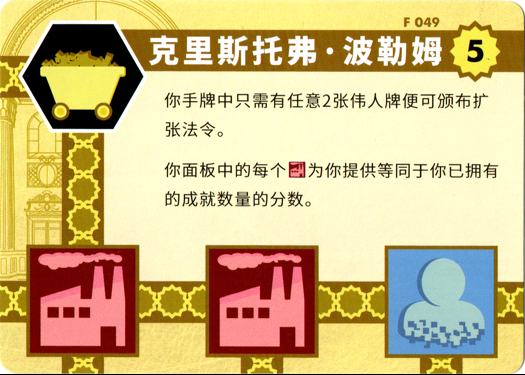 F 049
克里斯托弗·波勒姆
5
你手牌中只需有任意2张伟人牌便可颁布扩
张法令。
你面板中的每个为你提供等同于你已拥有
的成就数量的分数。